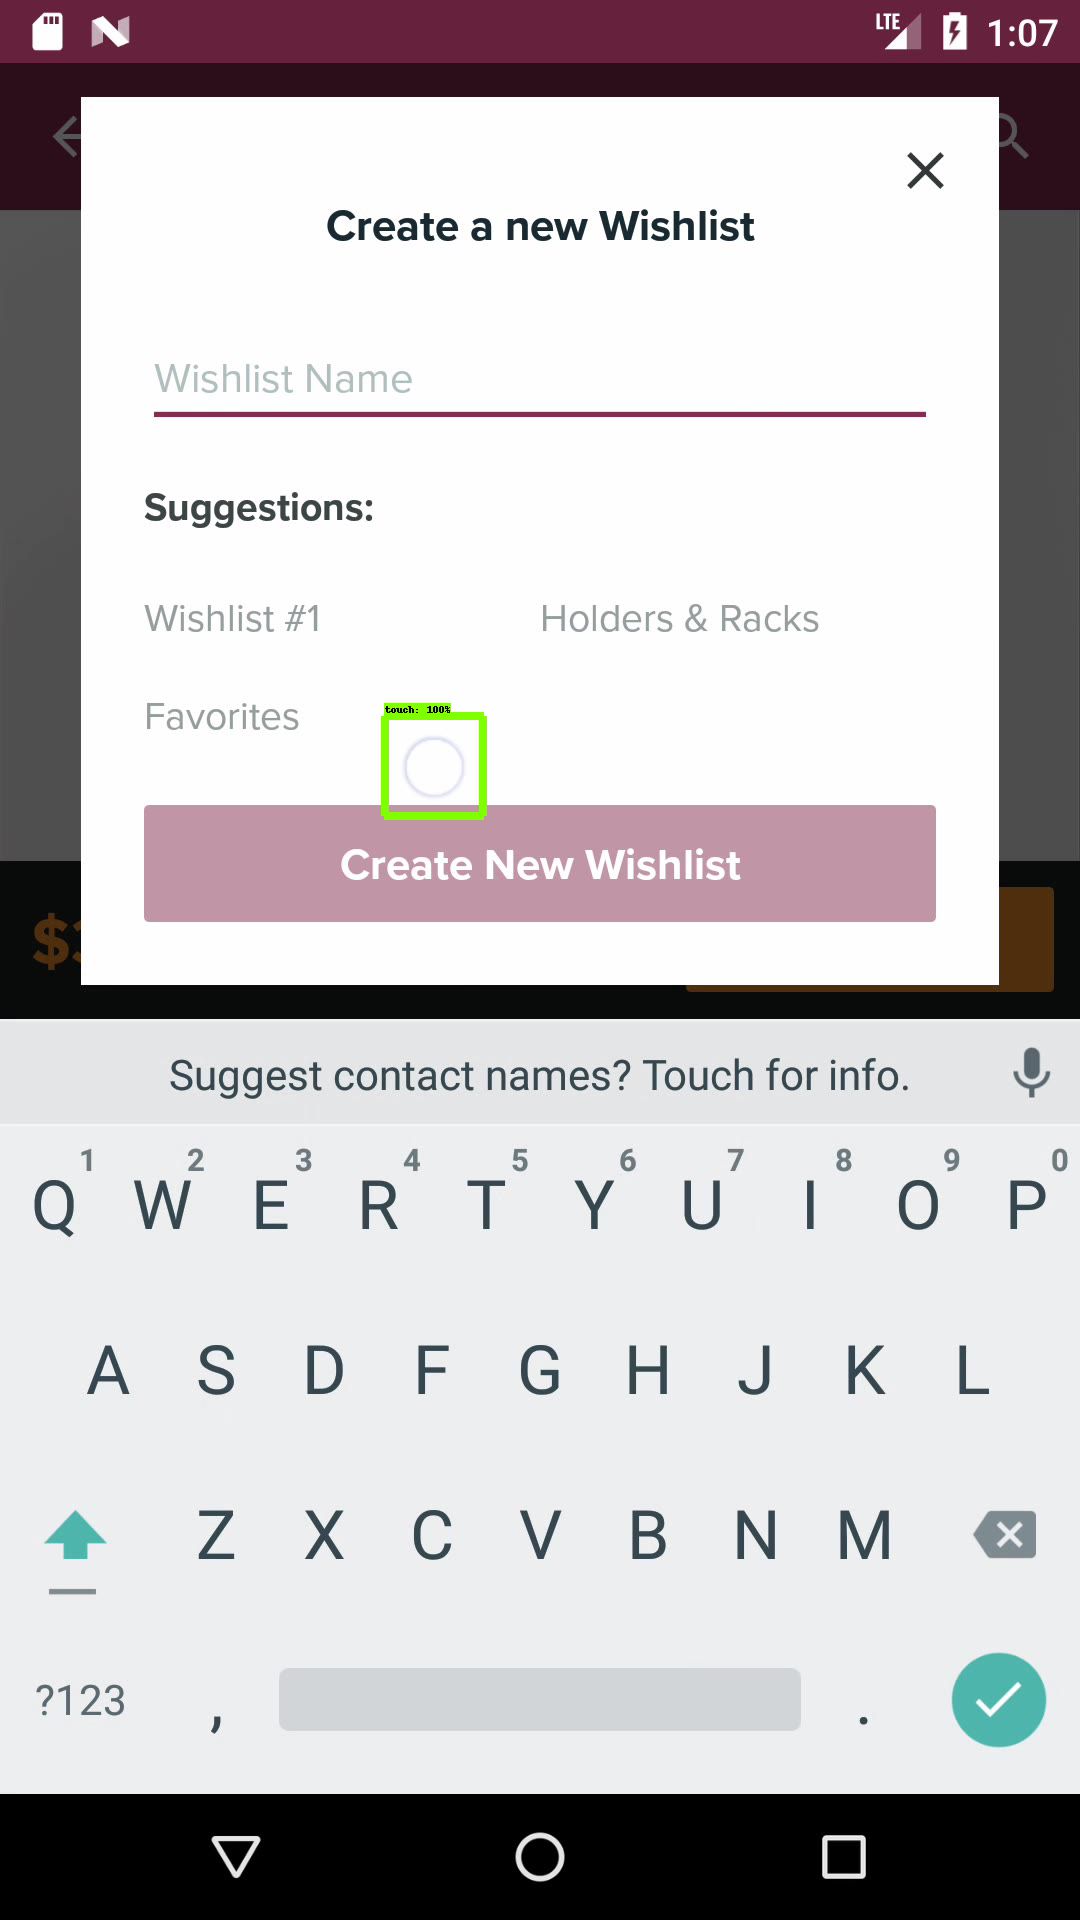 LTE 1:07
Create a new Wishlist
Wishlist Name
Suggestions:
Wishlist #1 Holders & Racks
Favorites
touch: 100%
Create New Wishlist
$
Suggest contact names? Touch for info.
1 2 3 4 5 6 7 8 9 0
Q W E R T Y U I O P
A S D F G H J K L
Z X C V B N M
?123 , .